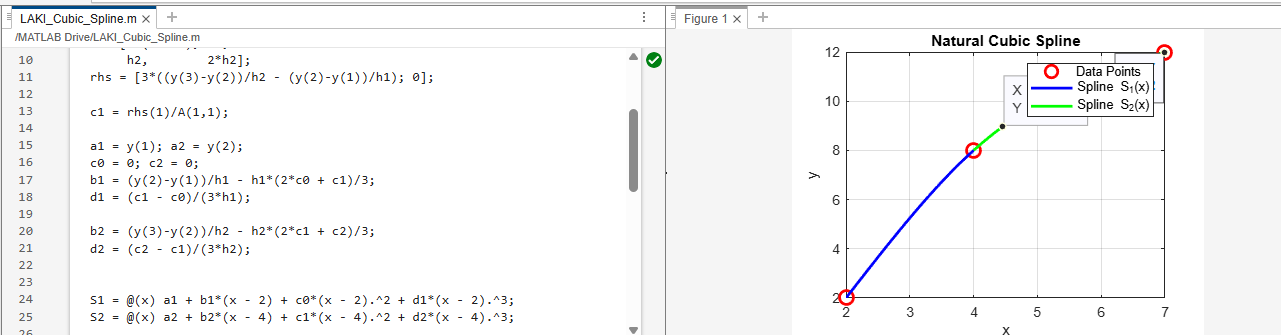 LAKI_Cubic_Spline.m
Figure 1
/MATLAB Drive/LAKI_Cubic_Spline.m
10 h2, 2*h2];
11 rhs = [3*((y(3)-y(2))/h2 - (y(2)-y(1))/h1); 0];
12
13 c1 = rhs(1)/A(1,1);
14
15 a1 = y(1); a2 = y(2);
16 c0 = 0; c2 = 0;
17 b1 = (y(2)-y(1))/h1 - h1*(2*c0 + c1)/3;
18 d1 = (c1 - c0)/(3*h1);
19
20 b2 = (y(3)-y(2))/h2 - h2*(2*c1 + c2)/3;
21 d2 = (c2 - c1)/(3*h2);
22
23
24 S1 = @(x) a1 + b1*(x - 2) + c0*(x - 2).^2 + d1*(x - 2).^3;
25 S2 = @(x) a2 + b2*(x - 4) + c1*(x - 4).^2 + d2*(x - 4).^3;
26
Natural Cubic Spline
12
10
8
6
4
2
y
X
Y
Data Points
Spline S₁(x)
Spline S₂(x)
2 3 4 5 6 7
x